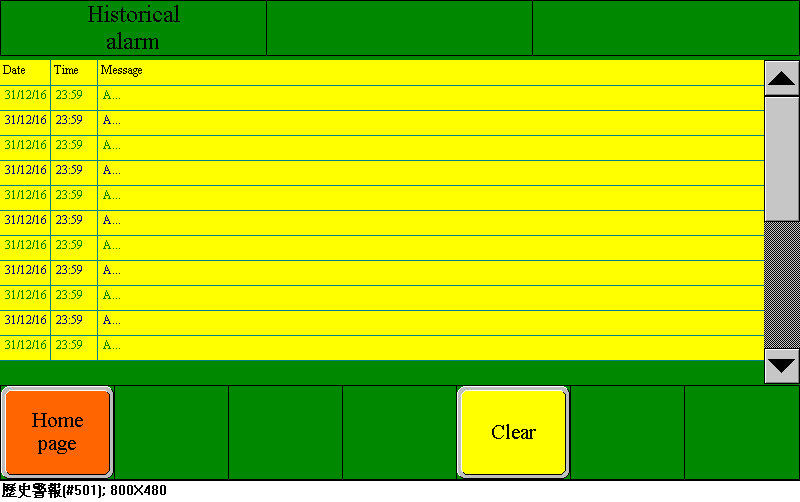 Historical
alarm
Date Time Message
31/12/16 23:59 A...
31/12/16 23:59 A...
31/12/16 23:59 A...
31/12/16 23:59 A...
31/12/16 23:59 A...
31/12/16 23:59 A...
31/12/16 23:59 A...
31/12/16 23:59 A...
31/12/16 23:59 A...
31/12/16 23:59 A...
31/12/16 23:59 A...
Home
page
Clear
歷史警報(#501); 800X480